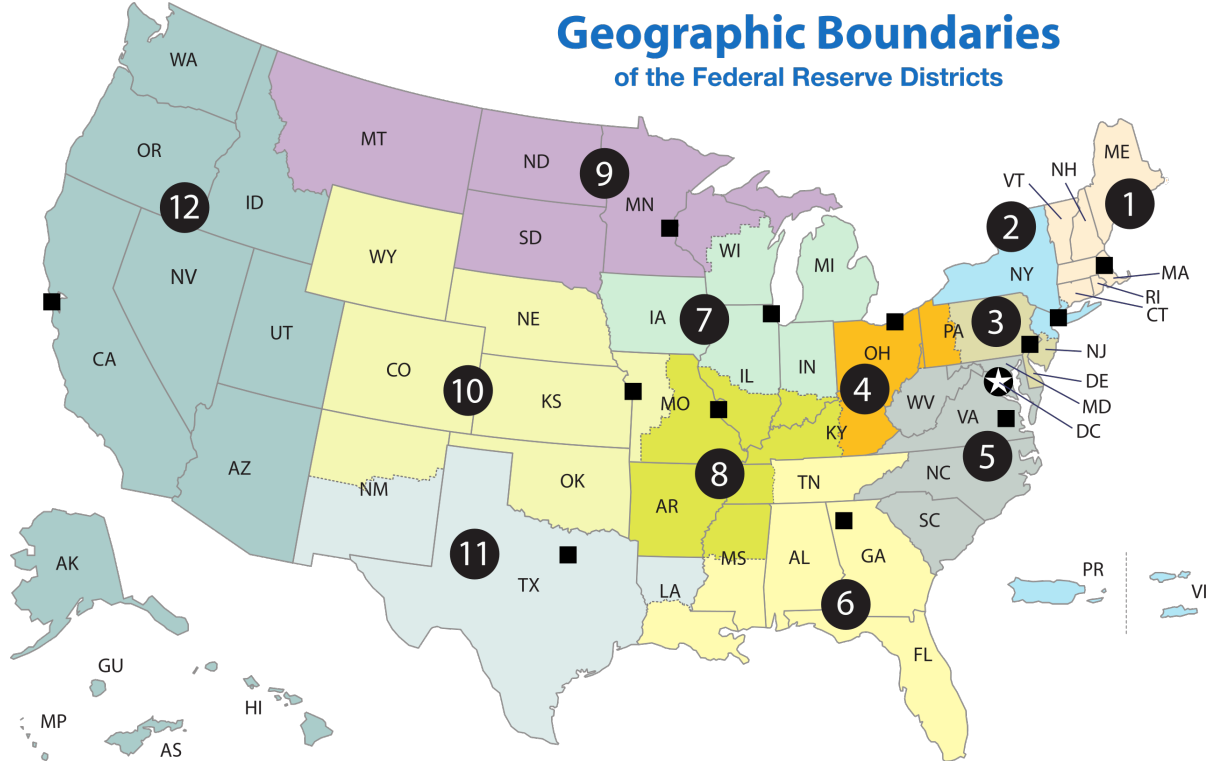 Geographic Boundaries
of the Federal Reserve Districts
WA
OR
12
ID
MT
ND
9
MN
SD
WY
NV
UT
CA
AZ
CO
NE
10
KS
NM
OK
11
TX
WI
MI
IA
7
IL
IN
MO
8
AR
LA
MS
KY
TN
AL
GA
6
FL
OH
4
PA
3
WV
VA
5
NC
SC
NY
2
VT
NH
ME
1
MA
RI
CT
NJ
DE
MD
DC
PR
VI
AK
GU
MP
AS
HI